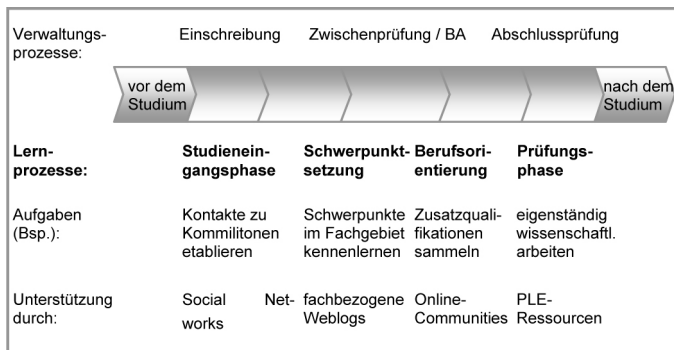 Verwaltungs- Einschreibung Zwischenprüfung / BA Abschlussprüfung
prozesse:
vor dem nach dem
Studium Studium
Lern- Studienein- Schwerpunkt- Berufsori- Prüfungs-
prozesse: gangsphase setzung entierung phase
Aufgaben Kontakte zu Schwerpunkte Zusatzquali- eigenständig
(Bsp.): Kommilitonen im Fachgebiet fikationen wissenschaftl.
etablieren kennenlernen sammeln arbeiten
Unterstützung Social Net- fachbezogene Online- PLE-
durch: works Weblogs Communities Ressourcen